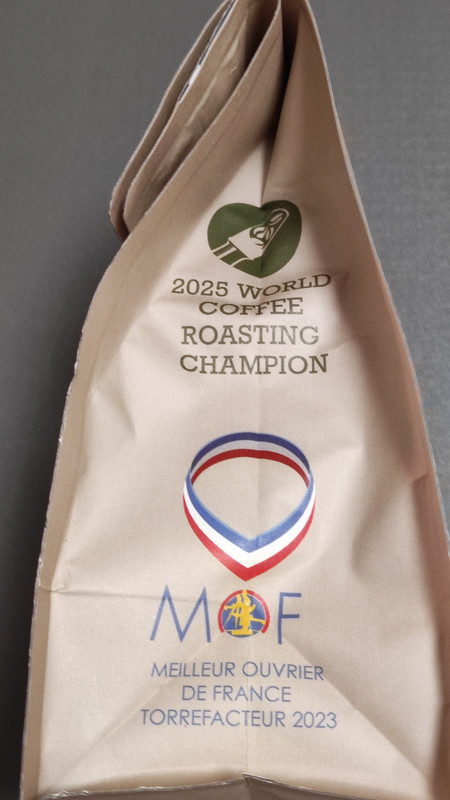 2025 WORLD
COFFEE
ROASTING
CHAMPION
MOF
MEILLEUR OUVRIER
DE FRANCE
TORREFACTEUR 2023